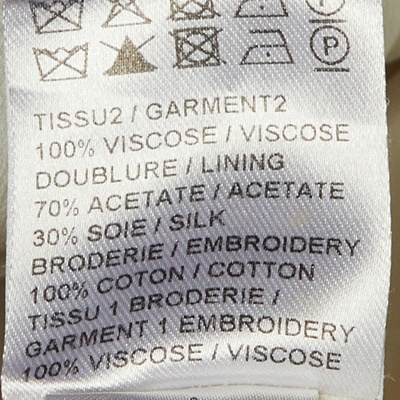 P
TISSU2 / GARMENT2
100% VISCOSE / VISCOSE
DOUBLURE / LINING
70% ACETATE / ACETATE
30% SOIE / SILK
BRODERIE / EMBROIDERY
100% COTON / COTTON
TISSU 1 BRODERIE /
GARMENT 1 EMBROIDERY
100% VISCOSE / VISCOSE